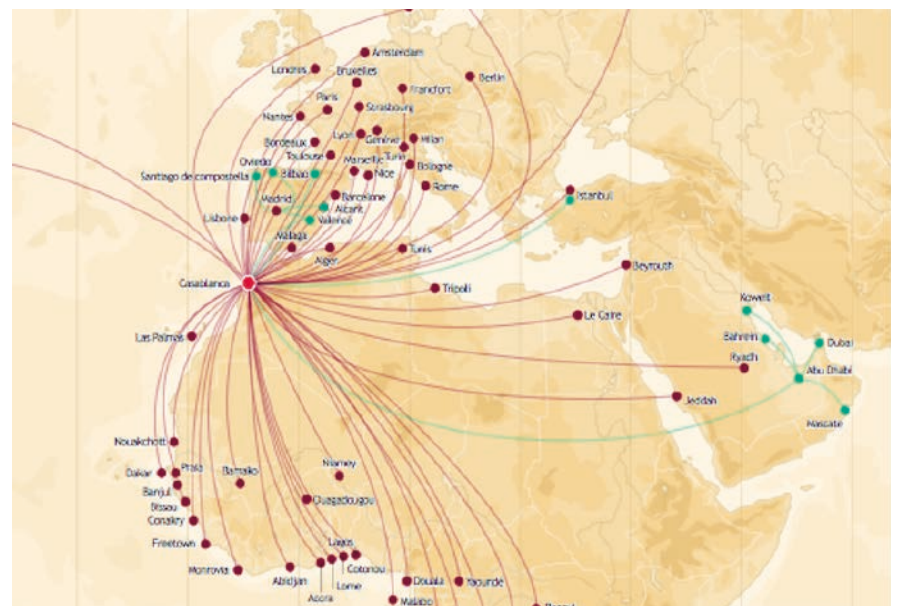 Amsterdam
Londres
Bruxelles
Berlin
Francfort
Paris
Strasbourg
Nantes
Lyon
Genève
Milan
Bordeaux
Toulouse
Marseille
Turin
Bologne
Oviedo
Bilbao
Nice
Santiago de compostella
Rome
Madrid
Barcelone
Istanbul
Alicant
Lisbone
Valence
Malaga
Alger
Tunis
Beyrouth
Casablanca
Tripoli
Kowait
Le Caire
Las Palmas
Bahrein
Dubai
Ryadh
Abu Dhabi
Jeddah
Mascate
Nouakchott
Dakar
Praia
Bamako
Niamey
Banjul
Bissau
Ouagadougou
Conakry
Freetown
Lagos
Monrovia
Abidjan
Cotonou
Lome
Accra
Douala
Yaounde
Malabo